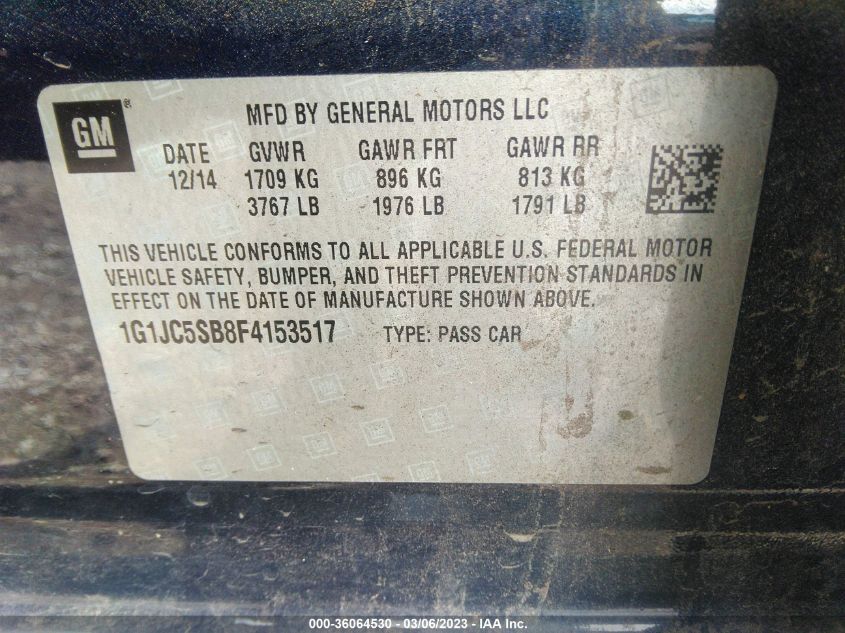 GM ®
MFD BY GENERAL MOTORS LLC
DATE GVWR GAWR FRT GAWR RR
12/14 1709 KG 896 KG 813 KG
3767 LB 1976 LB 1791 LB
THIS VEHICLE CONFORMS TO ALL APPLICABLE U.S. FEDERAL MOTOR
VEHICLE SAFETY, BUMPER, AND THEFT PREVENTION STANDARDS IN
EFFECT ON THE DATE OF MANUFACTURE SHOWN ABOVE.
1G1JC5SB8F4153517 TYPE: PASS CAR
000-36064530 - 03/06/2023 - IAA Inc.